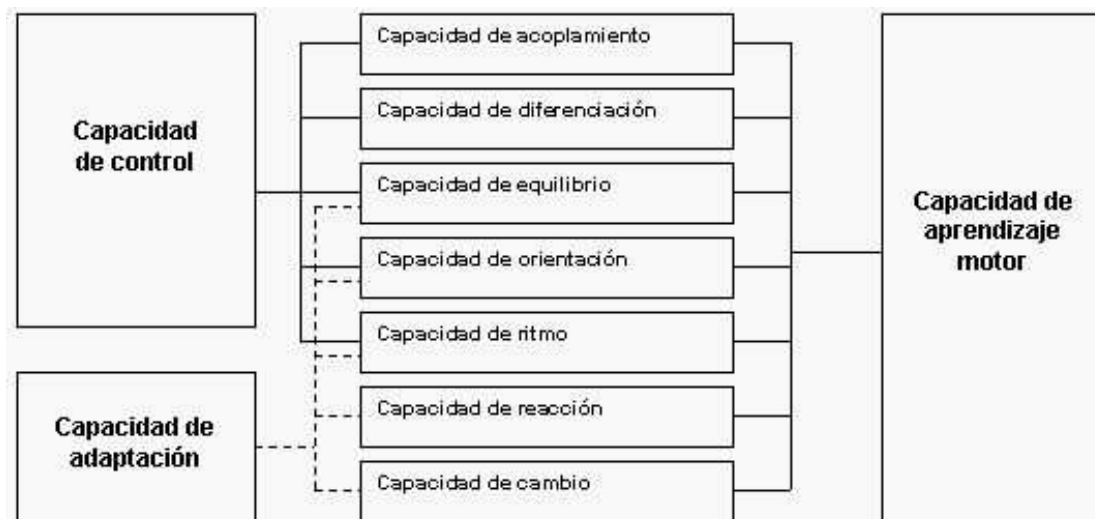 Capacidad
de control
Capacidad de adaptación
Capacidad de acoplamiento
Capacidad de diferenciación
Capacidad de equilibrio
Capacidad de orientación
Capacidad de ritmo
Capacidad de reacción
Capacidad de cambio
Capacidad de
aprendizaje
motor